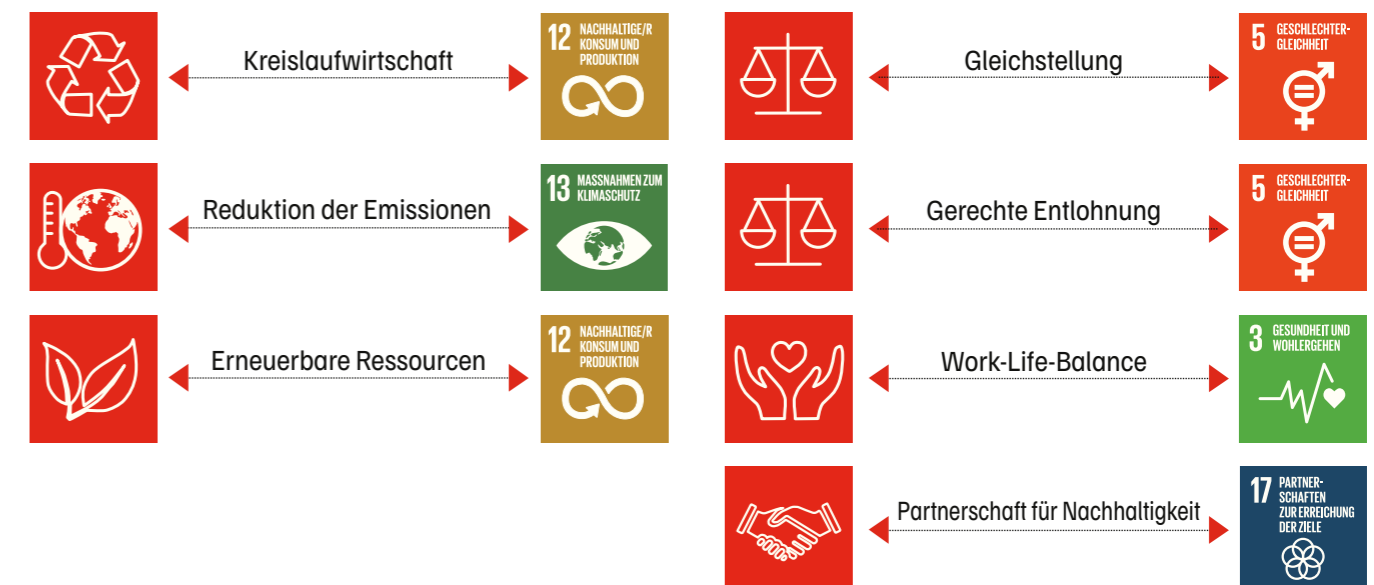 Kreislaufwirtschaft
12 NACHHALTIGE/R
KONSUM UND
PRODUKTION
Reduktion der Emissionen
13 MASSNAHMEN ZUM
KLIMASCHUTZ
Erneuerbare Ressourcen
12 NACHHALTIGE/R
KONSUM UND
PRODUKTION
Gleichstellung
5 GESCHLECHTER-
GLEICHHEIT
Gerechte Entlohnung
5 GESCHLECHTER-
GLEICHHEIT
Work-Life-Balance
3 GESUNDHEIT UND
WOHLERGEHEN
Partnerschaft für Nachhaltigkeit
17 PARTNER-
SCHAFTEN
ZUR ERREICHUNG
DER ZIELE